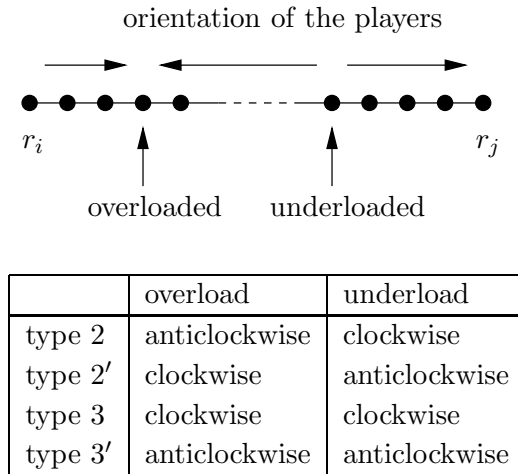 orientation of the players
r_i r_j
overloaded underloaded
overload underload
type 2 anticlockwise clockwise
type 2′ clockwise anticlockwise
type 3 clockwise clockwise
type 3′ anticlockwise anticlockwise